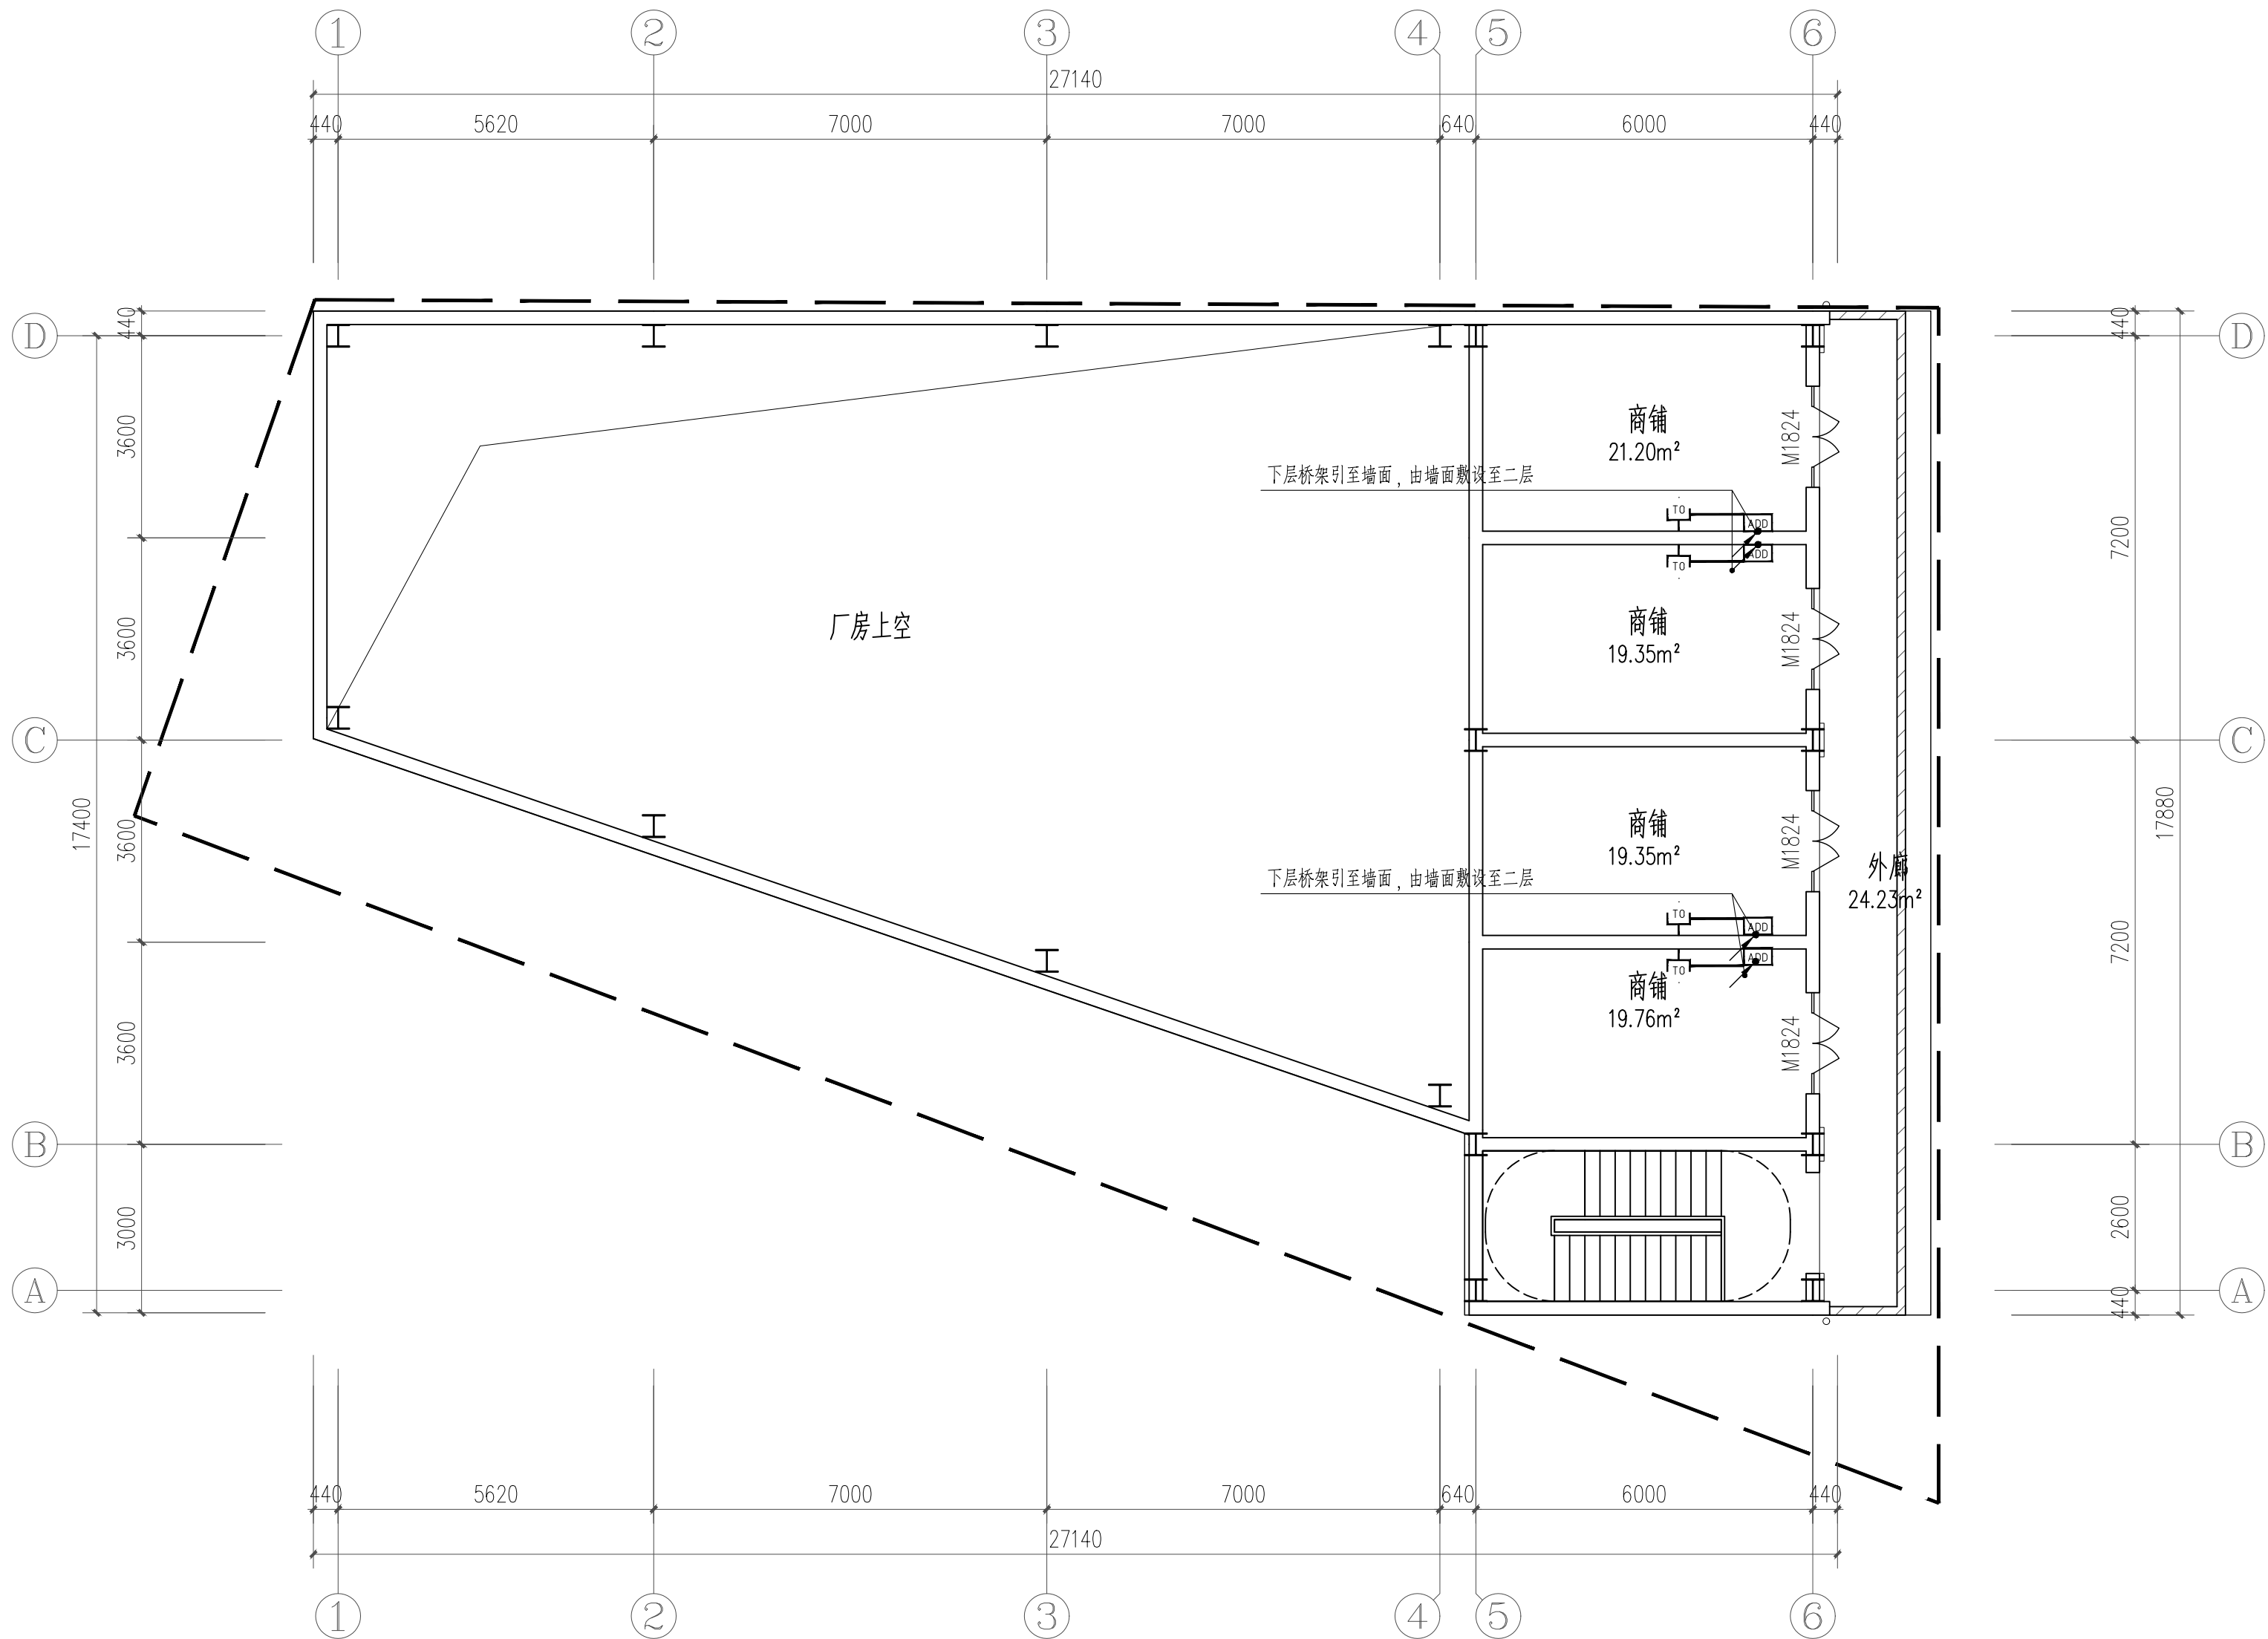 1 2 3 4 5 6
27140
440 5620 7000 7000 640 6000 440
D 440 440 D
3600
商铺
21.20m²
M1824
下层桥架引至墙面，由墙面敷设至二层
TO ADD
7200
TO ADD
3600
厂房上空
商铺
19.35m²
M1824
C C
17400
3600
17880
商铺
19.35m²
M1824
外廊
24.23m²
下层桥架引至墙面，由墙面敷设至二层
TO ADD
7200
TO ADD
商铺
19.76m²
M1824
3600
B B
3000 2600
A 440 A
440 5620 7000 7000 640 6000 440
27140
1 2 3 4 5 6